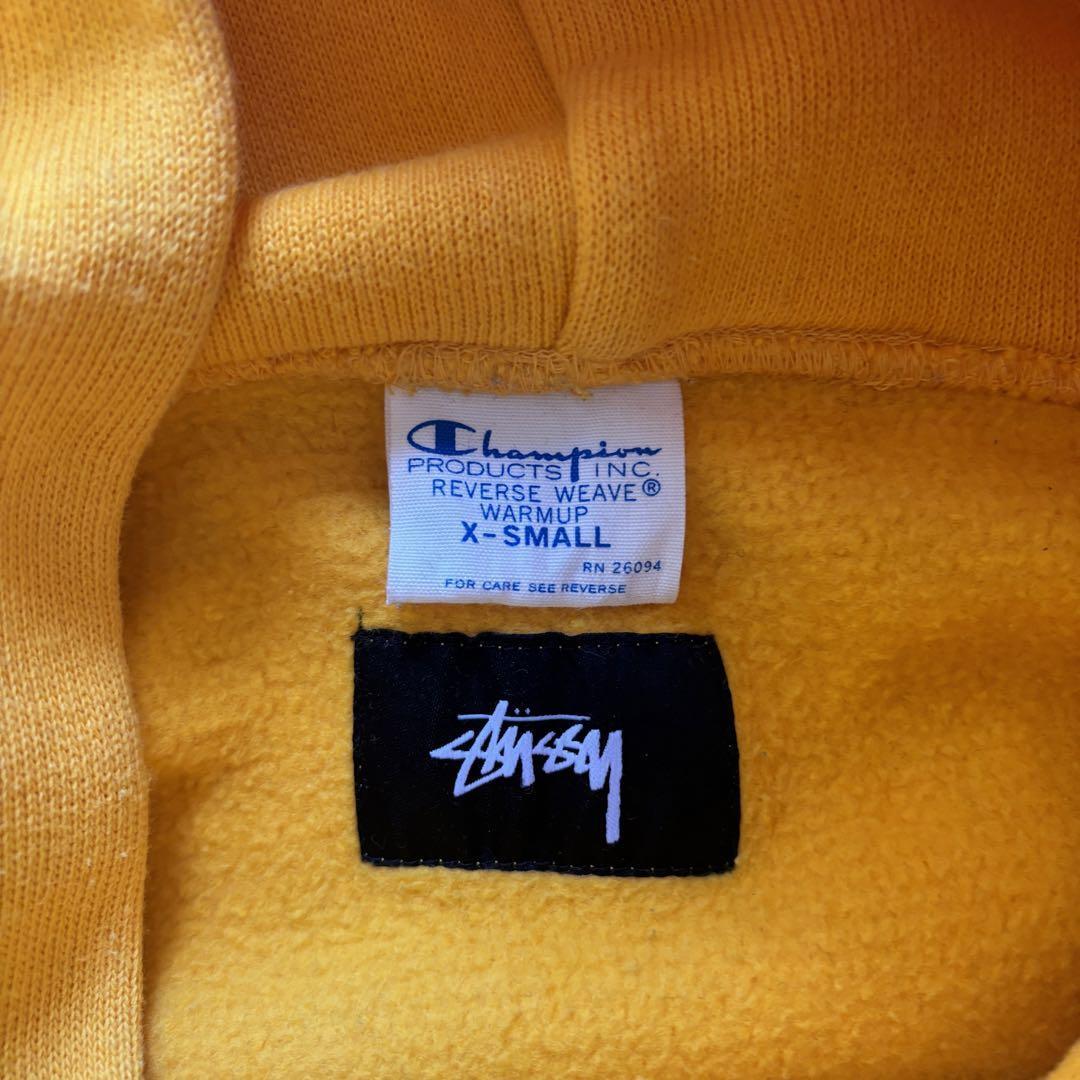 Champion
PRODUCTS INC.
REVERSE WEAVE®
WARMUP
X-SMALL
RN 26094
FOR CARE SEE REVERSE
Stüssy